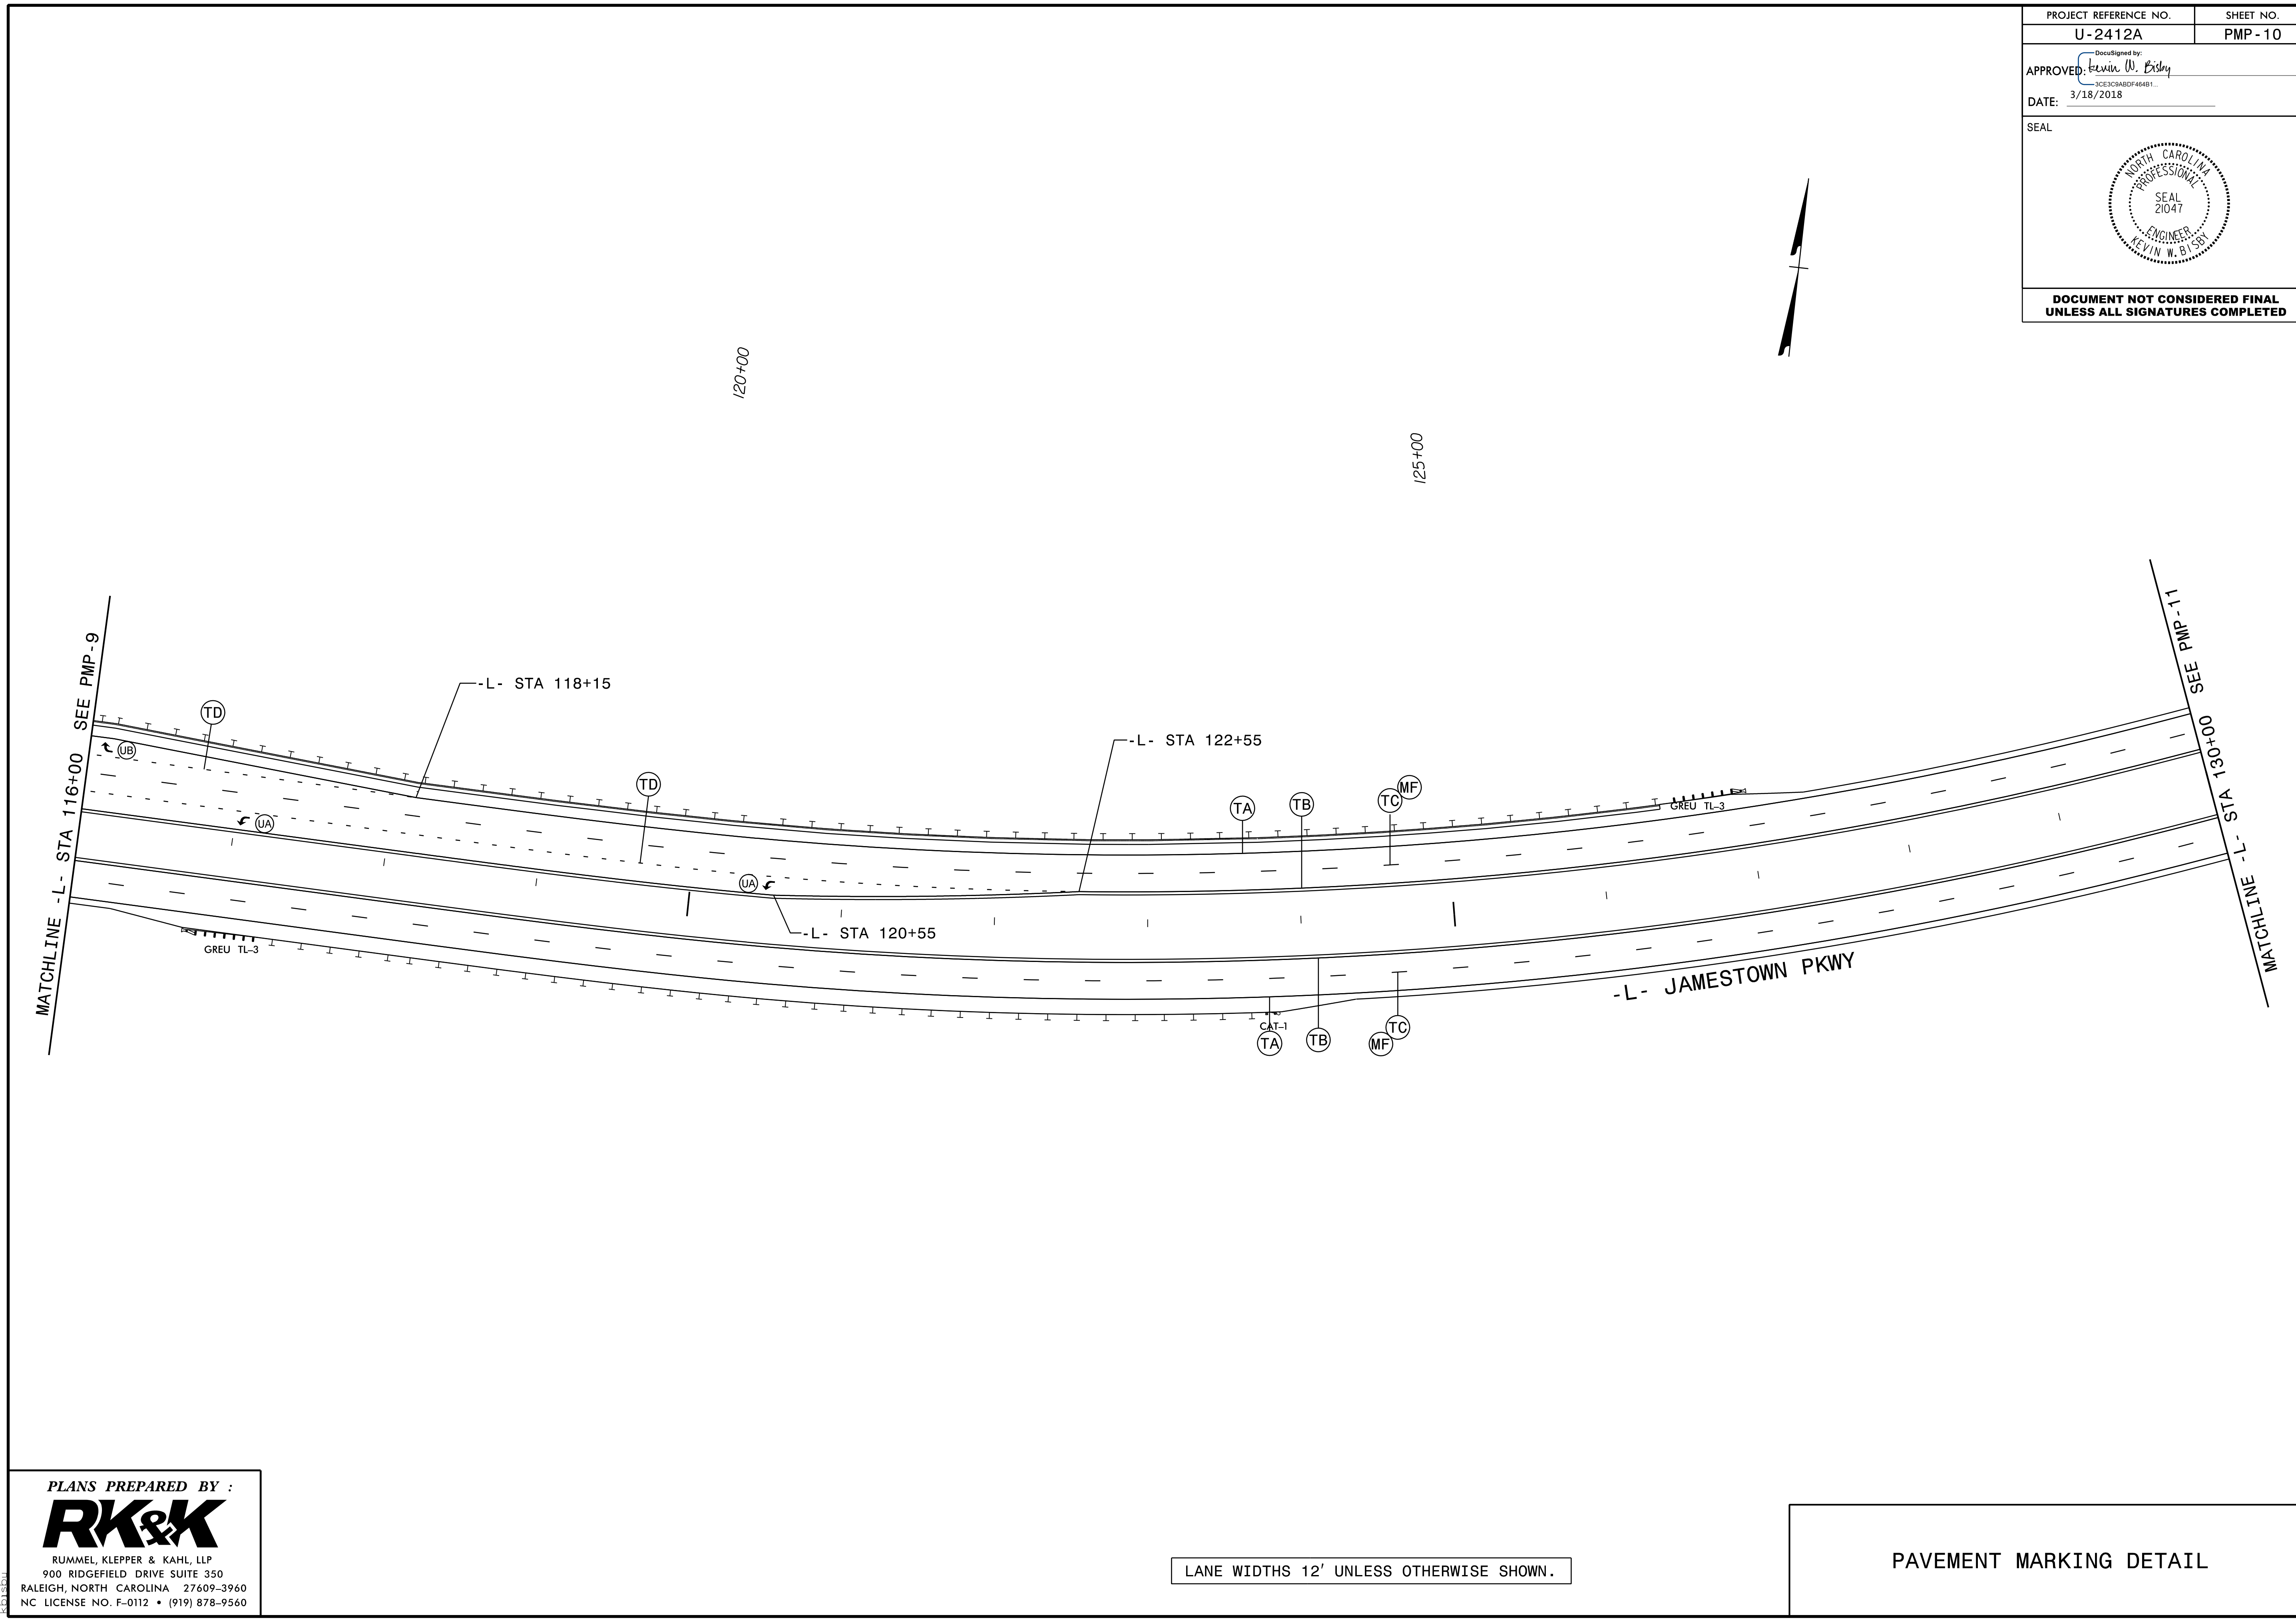 PROJECT REFERENCE NO.
SHEET NO.
U-2412A
PMP-10
DocuSigned by:
APPROVED: Kevin W. Bisby
3CE3C9ABDF464B1...
DATE: 3/18/2018
SEAL
NORTH CAROLINA
PROFESSIONAL
SEAL
21047
ENGINEER
KEVIN W. BISBY
DOCUMENT NOT CONSIDERED FINAL
UNLESS ALL SIGNATURES COMPLETED
120+00
125+00
MATCHLINE -L- STA 116+00 SEE PMP-9
MATCHLINE -L- STA 130+00 SEE PMP-11
-L- STA 118+15
TD
UB
-L- STA 122+55
TD
TA
TB
TC
MF
GREU TL-3
UA
UA
-L- STA 120+55
GREU TL-3
-L- JAMESTOWN PKWY
CAT-1
TA
TB
MF
TC
PLANS PREPARED BY :
RK&K
RUMMEL, KLEPPER & KAHL, LLP
900 RIDGEFIELD DRIVE SUITE 350
RALEIGH, NORTH CAROLINA 27609-3960
NC LICENSE NO. F-0112 • (919) 878-9560
kbisby
LANE WIDTHS 12' UNLESS OTHERWISE SHOWN.
PAVEMENT MARKING DETAIL